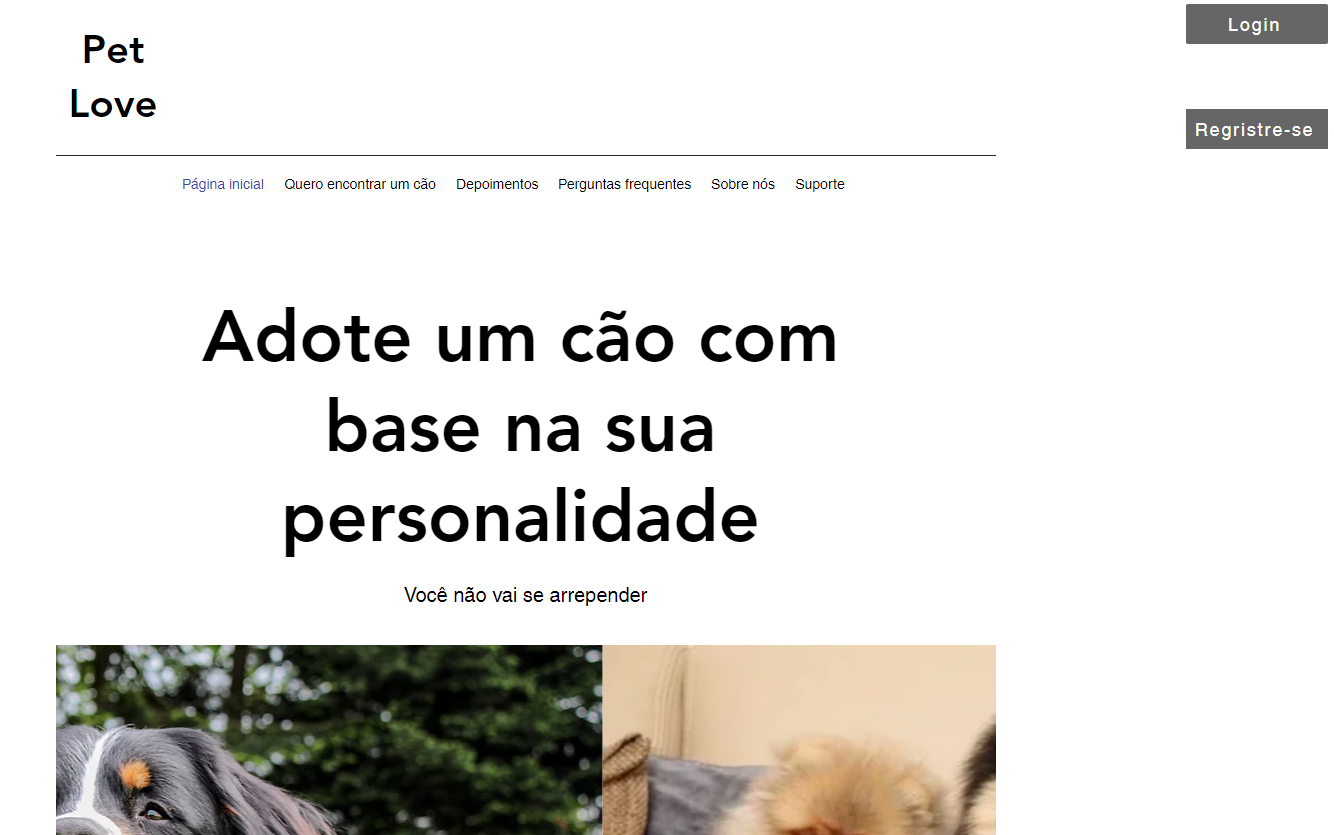 Pet
Love
Login
Regristre-se
Página inicial Quero encontrar um cão Depoimentos Perguntas frequentes Sobre nós Suporte
Adote um cão com
base na sua
personalidade
Você não vai se arrepender